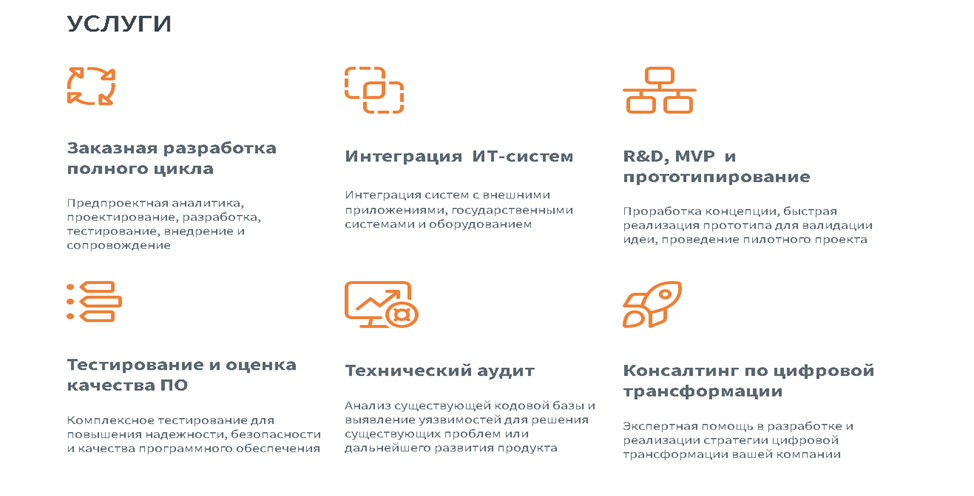 УСЛУГИ
Заказная разработка
полного цикла
Предпроектная аналитика,
проектирование, разработка,
тестирование, внедрение и
сопровождение
Интеграция ИТ-систем
Интеграция систем с внешними
приложениями, государственными
системами и оборудованием
R&D, MVP и
прототипирование
Проработка концепции, быстрая
реализация прототипа для валидации
идеи, проведение пилотного проекта
Тестирование и оценка
качества ПО
Комплексное тестирование для
повышения надежности, безопасности
и качества программного обеспечения
Технический аудит
Анализ существующей кодовой базы и
выявление уязвимостей для решения
существующих проблем или
дальнейшего развития продукта
Консалтинг по цифровой
трансформации
Экспертная помощь в разработке и
реализации стратегии цифровой
трансформации вашей компании